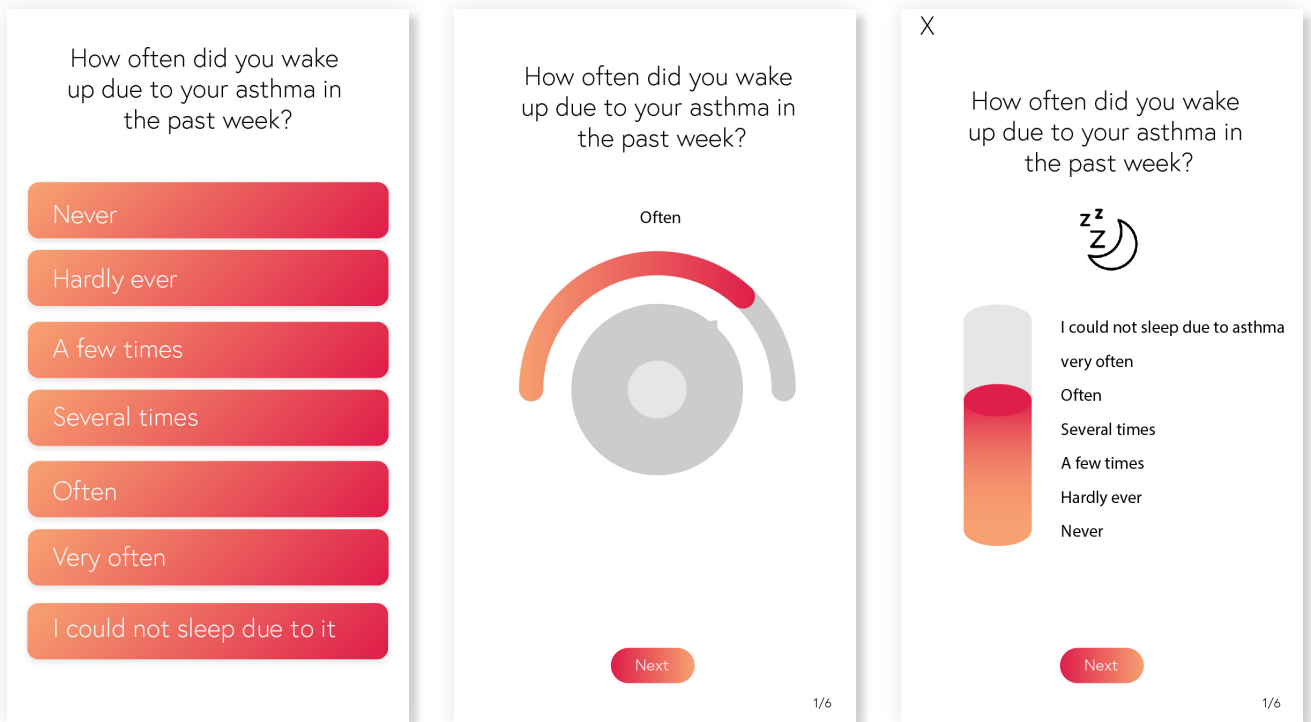 How often did you wake
up due to your asthma in
the past week?
Never
Hardly ever
A few times
Several times
Often
Very often
I could not sleep due to it
How often did you wake
up due to your asthma in
the past week?
Often
Next
1/6
X
How often did you wake
up due to your asthma in
the past week?
z z
Z
I could not sleep due to asthma
very often
Often
Several times
A few times
Hardly ever
Never
Next
1/6